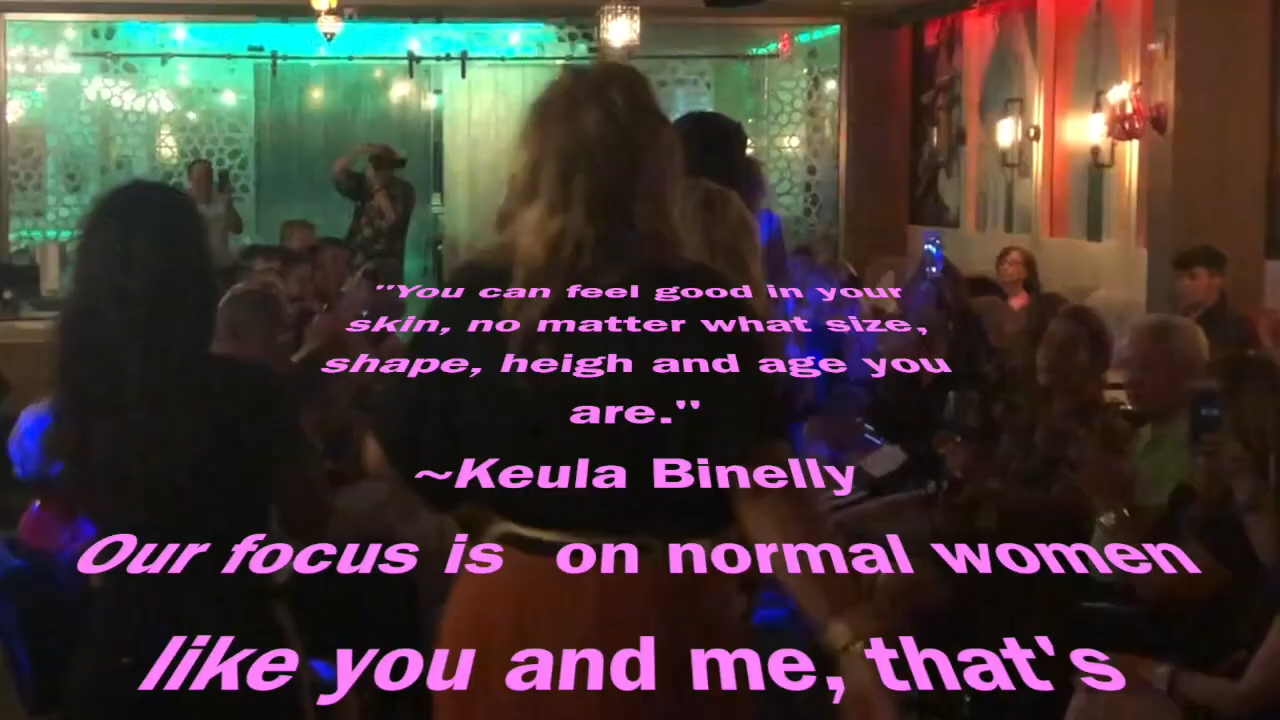 "You can feel good in your
skin, no matter what size,
shape, heigh and age you
are."
~Keula Binelly
Our focus is  on normal women
like you and me, that's